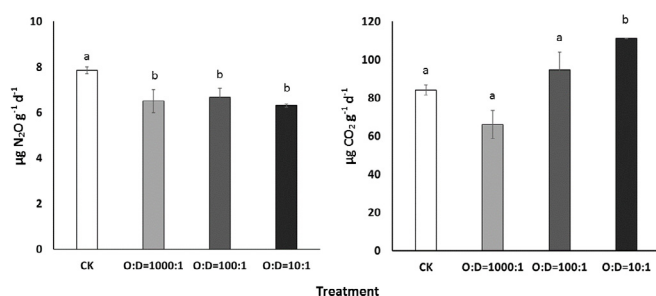 10
8
6
4
2
0
µg N₂O g⁻¹ d⁻¹
a
b
b
b
CK
O:D=1000:1
O:D=100:1
O:D=10:1
120
100
80
60
40
20
0
µg CO₂ g⁻¹ d⁻¹
a
a
a
b
CK
O:D=1000:1
O:D=100:1
O:D=10:1
Treatment